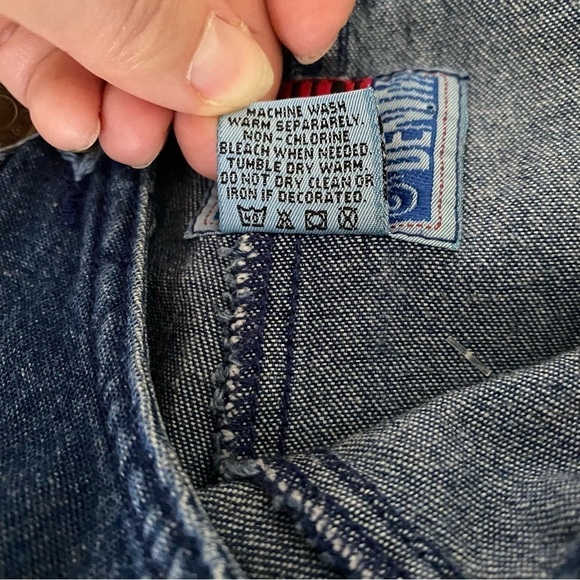 MACHINE WASH
WARM SEPARARELY.
NON - CHLORINE
BLEACH WHEN NEEDED.
TUMBLE DRY WARM
DO NOT DRY CLEAN OR
IRON IF DECORATED.